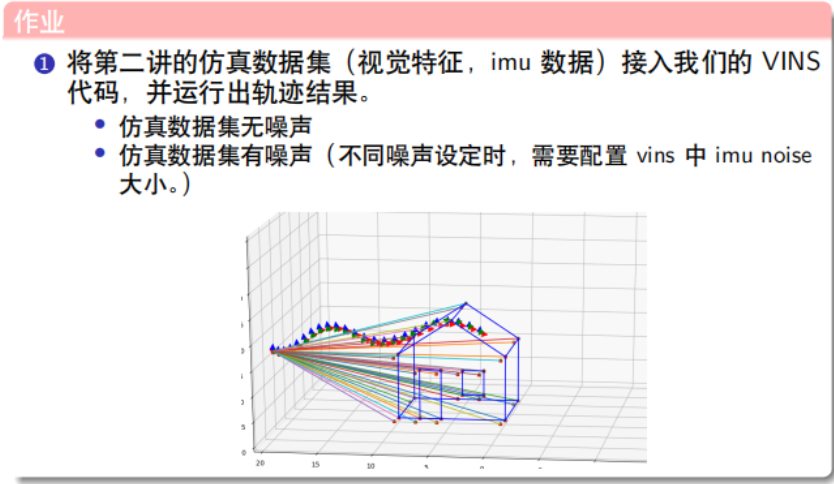 作业
1 将第二讲的仿真数据集（视觉特征，imu 数据）接入我们的 VINS
代码，并运行出轨迹结果。
• 仿真数据集无噪声
• 仿真数据集有噪声（不同噪声设定时，需要配置 vins 中 imu noise
大小。）
5
0
20
15
10
5
0